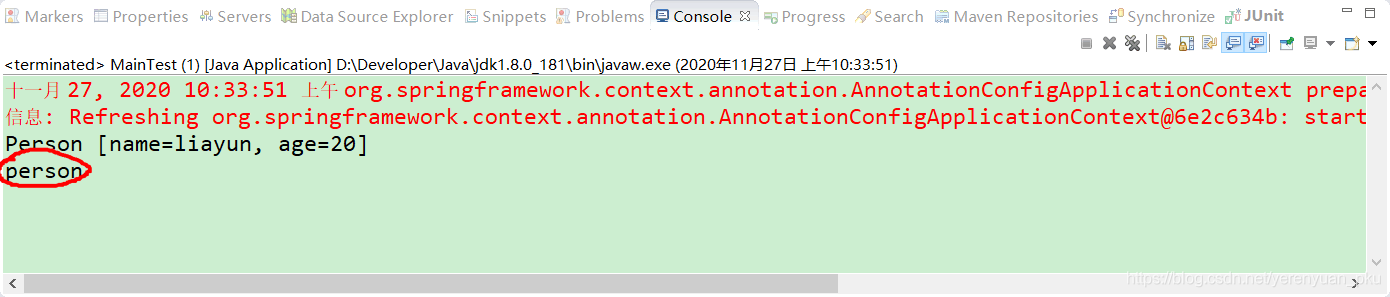 Markers Properties Servers Data Source Explorer Snippets Problems Console Progress Search Maven Repositories Synchronize JUnit
<terminated> MainTest (1) [Java Application] D:\Developer\Java\jdk1.8.0_181\bin\javaw.exe (2020年11月27日 上午10:33:51)
十一月 27, 2020 10:33:51 上午 org.springframework.context.annotation.AnnotationConfigApplicationContext prepa
信息: Refreshing org.springframework.context.annotation.AnnotationConfigApplicationContext@6e2c634b: start
Person [name=liayun, age=20]
person
https://blog.csdn.net/yerenyuan_pku